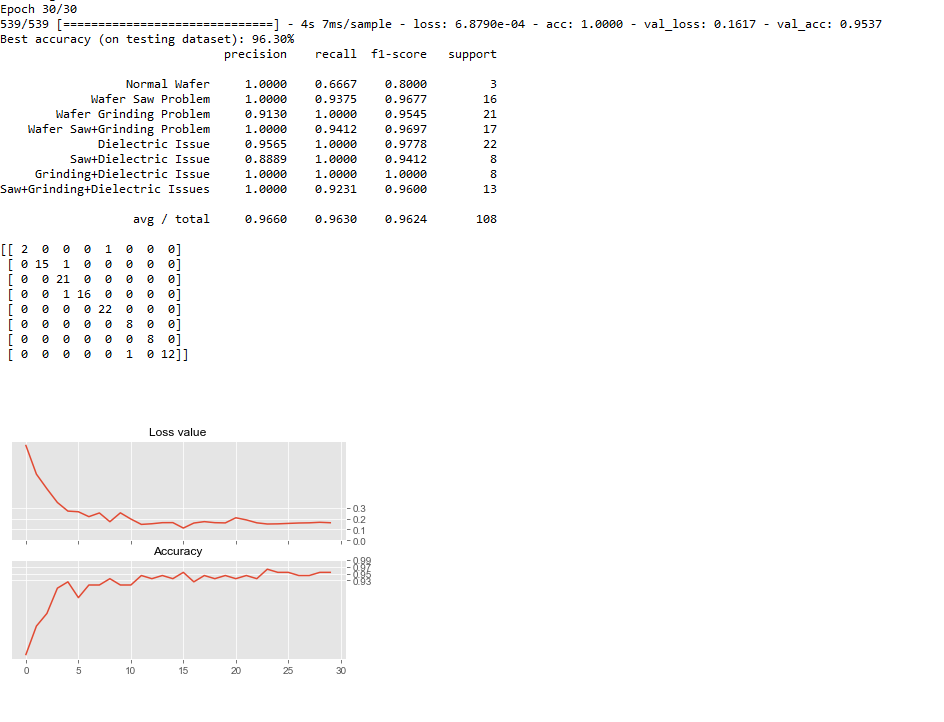 Epoch 30/30
539/539 [==============================] - 4s 7ms/sample - loss: 6.8790e-04 - acc: 1.0000 - val_loss: 0.1617 - val_acc: 0.9537
Best accuracy (on testing dataset): 96.30%
precision recall f1-score support
Normal Wafer 1.0000 0.6667 0.8000 3
Wafer Saw Problem 1.0000 0.9375 0.9677 16
Wafer Grinding Problem 0.9130 1.0000 0.9545 21
Wafer Saw+Grinding Problem 1.0000 0.9412 0.9697 17
Dielectric Issue 0.9565 1.0000 0.9778 22
Saw+Dielectric Issue 0.8889 1.0000 0.9412 8
Grinding+Dielectric Issue 1.0000 1.0000 1.0000 8
Saw+Grinding+Dielectric Issues 1.0000 0.9231 0.9600 13
avg / total 0.9660 0.9630 0.9624 108
[[ 2 0 0 0 1 0 0 0]
[ 0 15 1 0 0 0 0 0]
[ 0 0 21 0 0 0 0 0]
[ 0 0 1 16 0 0 0 0]
[ 0 0 0 0 22 0 0 0]
[ 0 0 0 0 0 8 0 0]
[ 0 0 0 0 0 0 8 0]
[ 0 0 0 0 0 1 0 12]]
Loss value
0.3
0.2
0.1
0.0
Accuracy
0.99
0.97
0.95
0.93
0 5 10 15 20 25 30